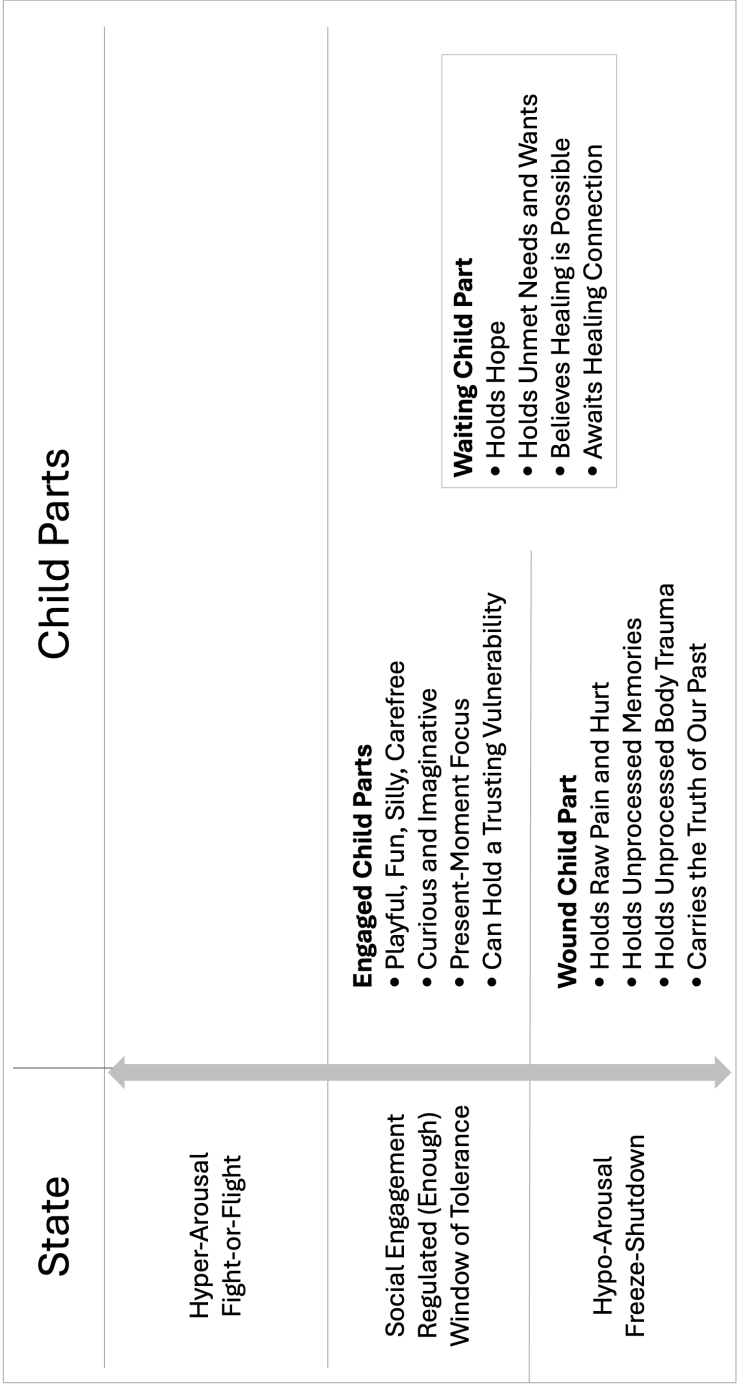 State
Child Parts
Hyper-Arousal
Fight-or-Flight
Social Engagement
Regulated (Enough)
Window of Tolerance
Engaged Child Parts
• Playful, Fun, Silly, Carefree
• Curious and Imaginative
• Present-Moment Focus
• Can Hold a Trusting Vulnerability
Waiting Child Part
• Holds Hope
• Holds Unmet Needs and Wants
• Believes Healing is Possible
• Awaits Healing Connection
Hypo-Arousal
Freeze-Shutdown
Wound Child Part
• Holds Raw Pain and Hurt
• Holds Unprocessed Memories
• Holds Unprocessed Body Trauma
• Carries the Truth of Our Past